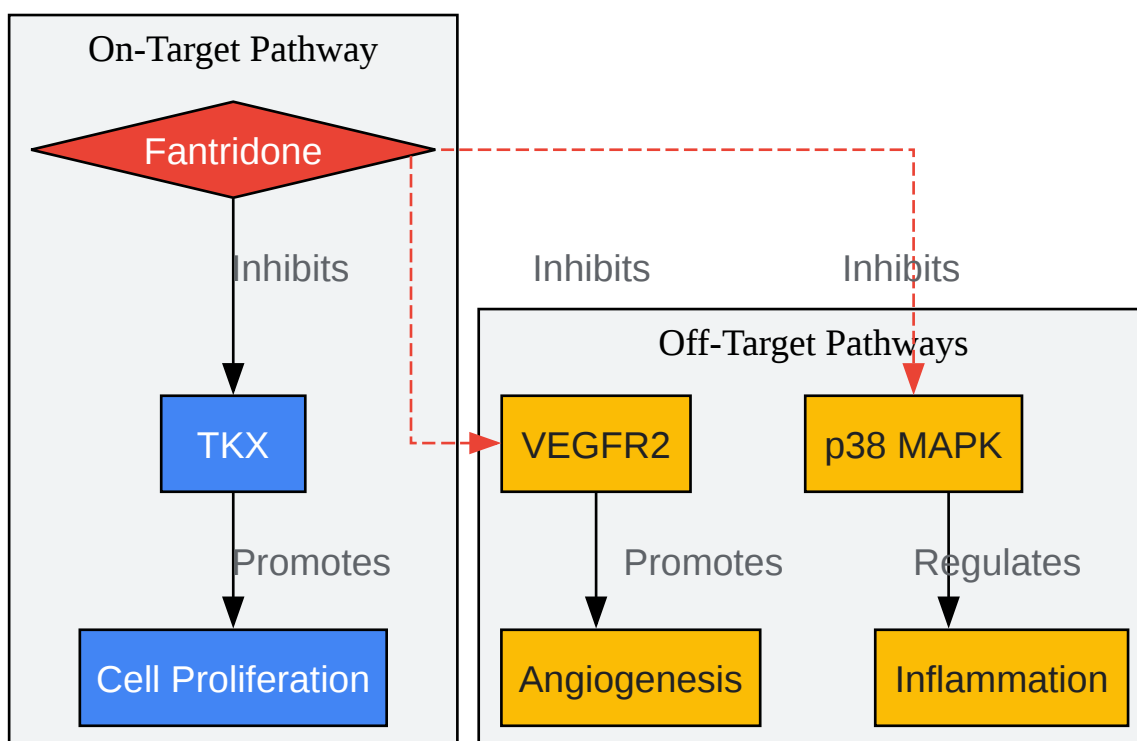 On-Target Pathway
Fantridone
Inhibits
Inhibits
Inhibits
Off-Target Pathways
TKX
VEGFR2
p38 MAPK
Promotes
Promotes
Regulates
Cell Proliferation
Angiogenesis
Inflammation